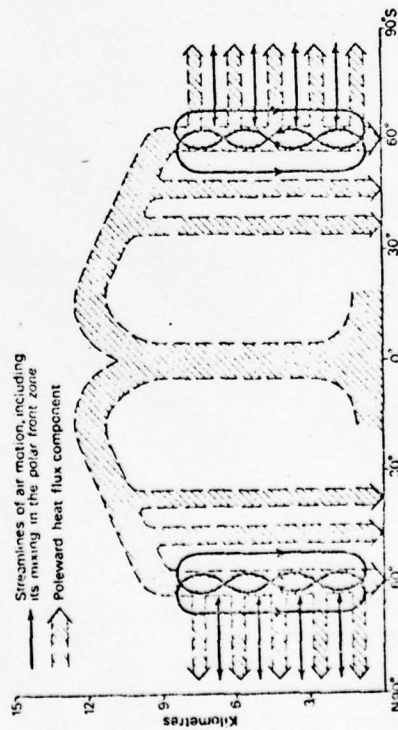 Streamlines of air motion, including
its mixing in the polar front zone
Poleward heat flux component
15
12
9
6
3
Kilometres
N90° 60° 30° 0° 30° 60° 90°S